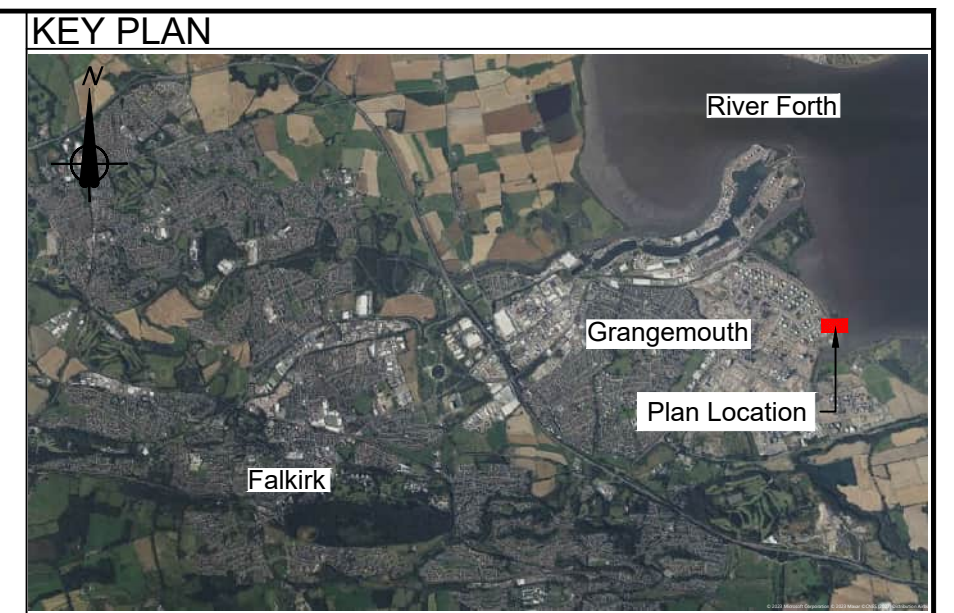 KEY PLAN
N
River Forth
Grangemouth
Plan Location
Falkirk